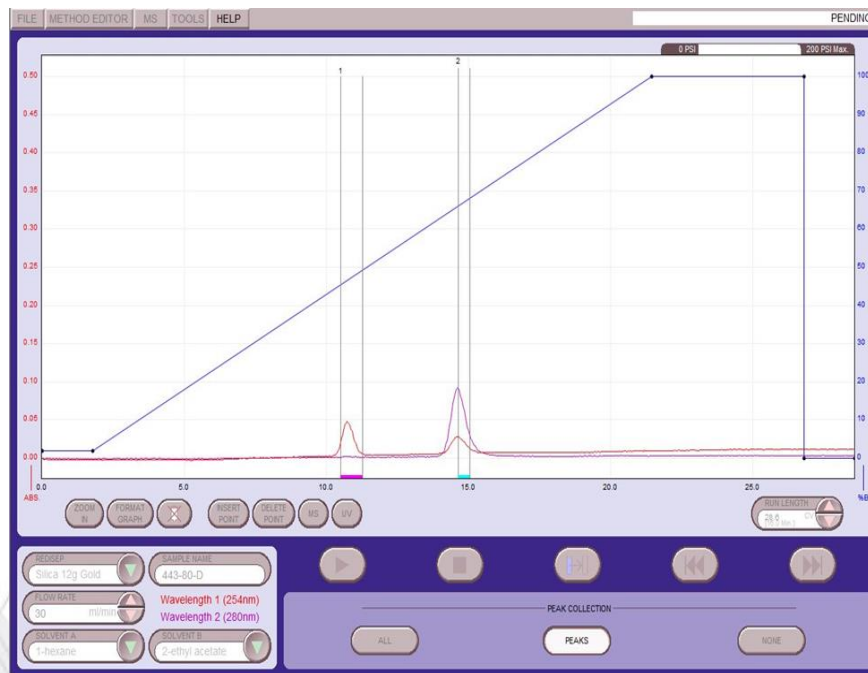 FILE METHOD EDITOR MS TOOLS HELP PENDING
0 PSI 200 PSI Max.
1 2
0.50 100
0.45 90
0.40 80
0.35 70
0.30 60
0.25 50
0.20 40
0.15 30
0.10 20
0.05 10
0.00 0
0.0 5.0 10.0 15.0 20.0 25.0
ABS. %B
ZOOM IN
FORMAT GRAPH
INSERT POINT
DELETE POINT
MS
UV
RUN LENGTH
28.0 CV
REDISEP
Silica 12g Gold
SAMPLE NAME
443-80-D
FLOW RATE
30 ml/min
Wavelength 1 (254nm)
Wavelength 2 (280nm)
SOLVENT A
1-hexane
SOLVENT B
2-ethyl acetate
PEAK COLLECTION
ALL PEAKS NONE